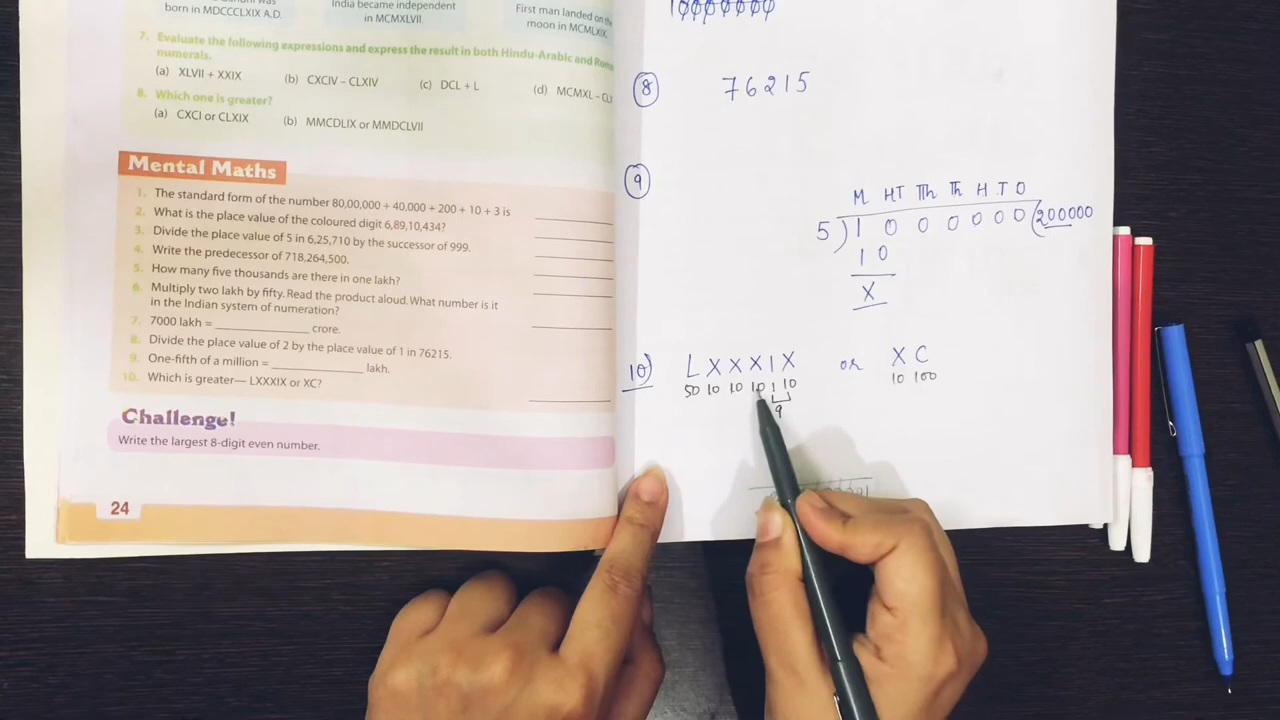 born in MDCCCLXIX A.D.
India became independent
in MCMXLVII.
First man landed on the
moon in MCMLXIX.
7. Evaluate the following expressions and express the result in both Hindu-Arabic and
numerals.
(a) XLVII + XXIX
(b) CXCIV – CLXIV
(c) DCL + L
(d) MCMXL –
8. Which one is greater?
(a) CXCI or CLXIX
(b) MMCDLIX or MMDCLVII
Mental Maths
1. The standard form of the number 80,00,000 + 40,000 + 200 + 10 + 3 is
2. What is the place value of the coloured digit 6,89,10,434?
3. Divide the place value of 5 in 6,25,710 by the successor of 999.
4. Write the predecessor of 718,264,500.
5. How many five thousands are there in one lakh?
6. Multiply two lakh by fifty. Read the product aloud. What number is it
in the Indian system of numeration?
7. 7000 lakh = ____________ crore.
8. Divide the place value of 2 by the place value of 1 in 76215.
9. One-fifth of a million = ____________ lakh.
10. Which is greater— LXXXIX or XC?
Challenge!
Write the largest 8-digit even number.
24
10000000
8 76215
9
M HT TTh Th H T O
5) 1 0 0 0 0 0 0 (200000
1 0
X
10) L X X X I X or X C
50 10 10 10 1 10 10 100
9